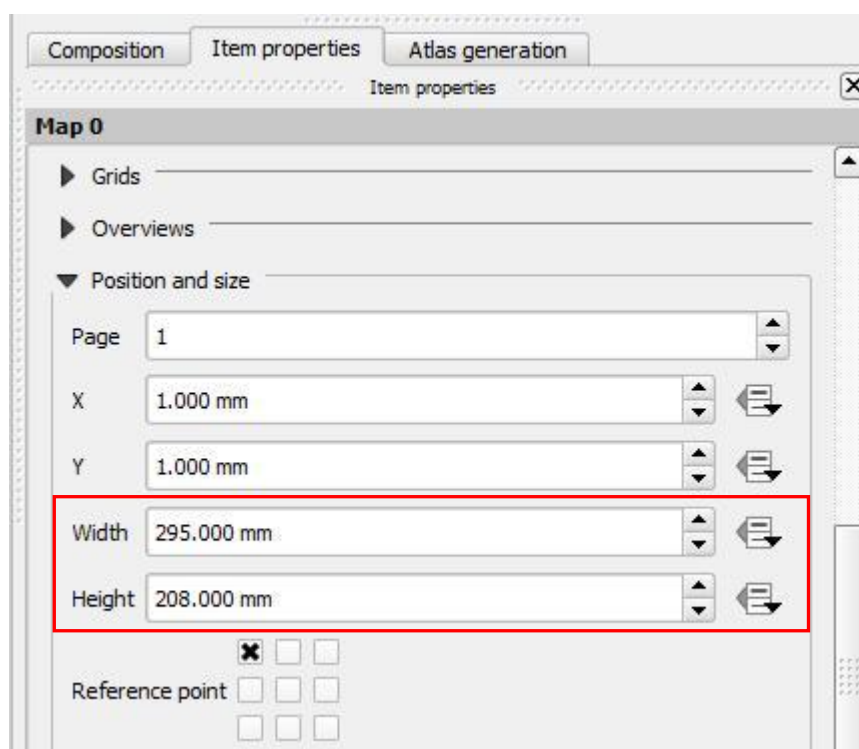 Composition Item properties Atlas generation
Item properties
Map 0
Grids
Overviews
Position and size
Page 1
X 1.000 mm
Y 1.000 mm
Width 295.000 mm
Height 208.000 mm
Reference point